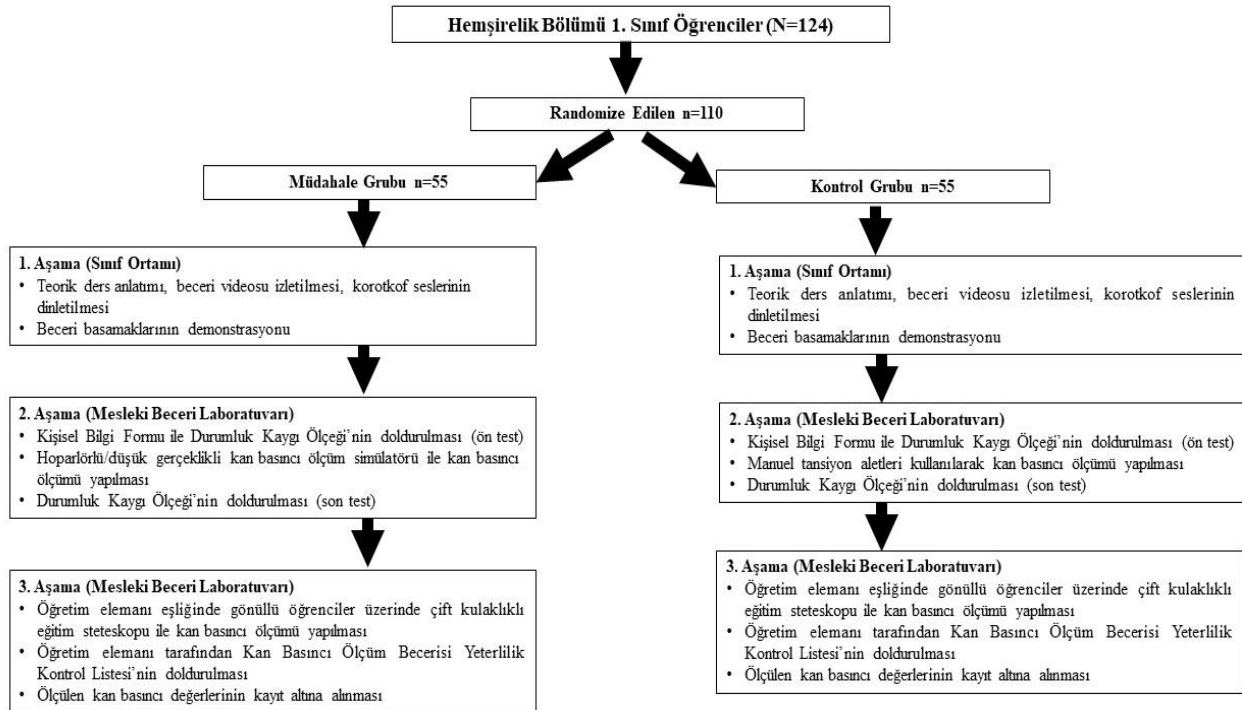 Hemşirelik Bölümü 1. Sınıf Öğrenciler (N=124)
Randomize Edilen n=110
Müdahale Grubu n=55
Kontrol Grubu n=55
1. Aşama (Sınıf Ortamı)
• Teorik ders anlatımı, beceri videosu izletilmesi, korotkof seslerinin
dinletilmesi
• Beceri basamaklarının demonstrasyonu
1. Aşama (Sınıf Ortamı)
• Teorik ders anlatımı, beceri videosu izletilmesi, korotkof seslerinin
dinletilmesi
• Beceri basamaklarının demonstrasyonu
2. Aşama (Mesleki Beceri Laboratuvarı)
• Kişisel Bilgi Formu ile Durumluk Kaygı Ölçeği’nin doldurulması (ön test)
• Hoparlörlü/düşük gerçeklikli kan basıncı ölçüm simülatörü ile kan basıncı
ölçümü yapılması
• Durumluk Kaygı Ölçeği’nin doldurulması (son test)
2. Aşama (Mesleki Beceri Laboratuvarı)
• Kişisel Bilgi Formu ile Durumluk Kaygı Ölçeği’nin doldurulması (ön test)
• Manuel tansiyon aletleri kullanılarak kan basıncı ölçümü yapılması
• Durumluk Kaygı Ölçeği’nin doldurulması (son test)
3. Aşama (Mesleki Beceri Laboratuvarı)
• Öğretim elemanı eşliğinde gönüllü öğrenciler üzerinde çift kulaklıklı
eğitim steteskopu ile kan basıncı ölçümü yapılması
• Öğretim elemanı tarafından Kan Basıncı Ölçüm Becerisi Yeterlilik
Kontrol Listesi’nin doldurulması
• Ölçülen kan basıncı değerlerinin kayıt altına alınması
3. Aşama (Mesleki Beceri Laboratuvarı)
• Öğretim elemanı eşliğinde gönüllü öğrenciler üzerinde çift kulaklıklı
eğitim steteskopu ile kan basıncı ölçümü yapılması
• Öğretim elemanı tarafından Kan Basıncı Ölçüm Becerisi Yeterlilik
Kontrol Listesi’nin doldurulması
• Ölçülen kan basıncı değerlerinin kayıt altına alınması